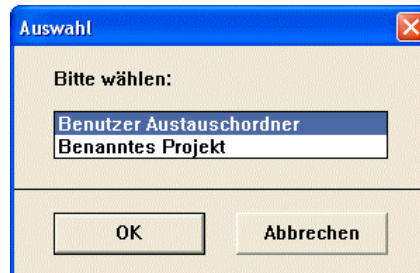 Auswahl
Bitte wählen:
Benutzer Austauschordner
Benanntes Projekt
OK
Abbrechen